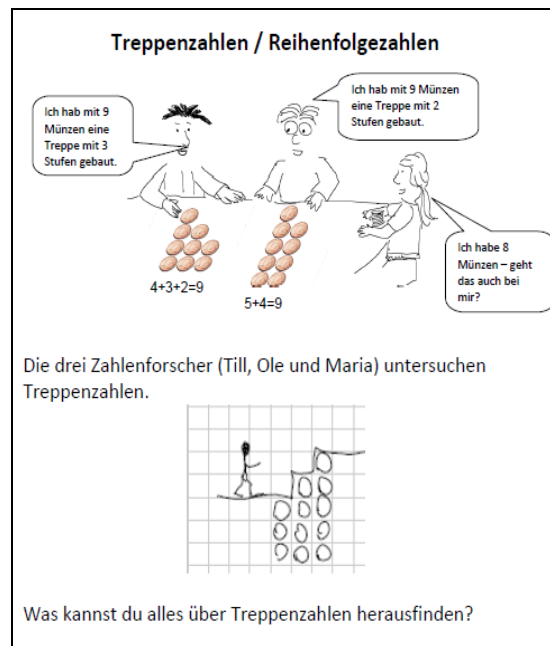 Treppenzahlen / Reihenfolgezahlen
Ich hab mit 9
Münzen eine
Treppe mit 3
Stufen gebaut.
Ich hab mit 9 Münzen
eine Treppe mit 2
Stufen gebaut.
Ich habe 8
Münzen – geht
das auch bei
mir?
4+3+2=9
5+4=9
Die drei Zahlenforscher (Till, Ole und Maria) untersuchen
Treppenzahlen.
Was kannst du alles über Treppenzahlen herausfinden?